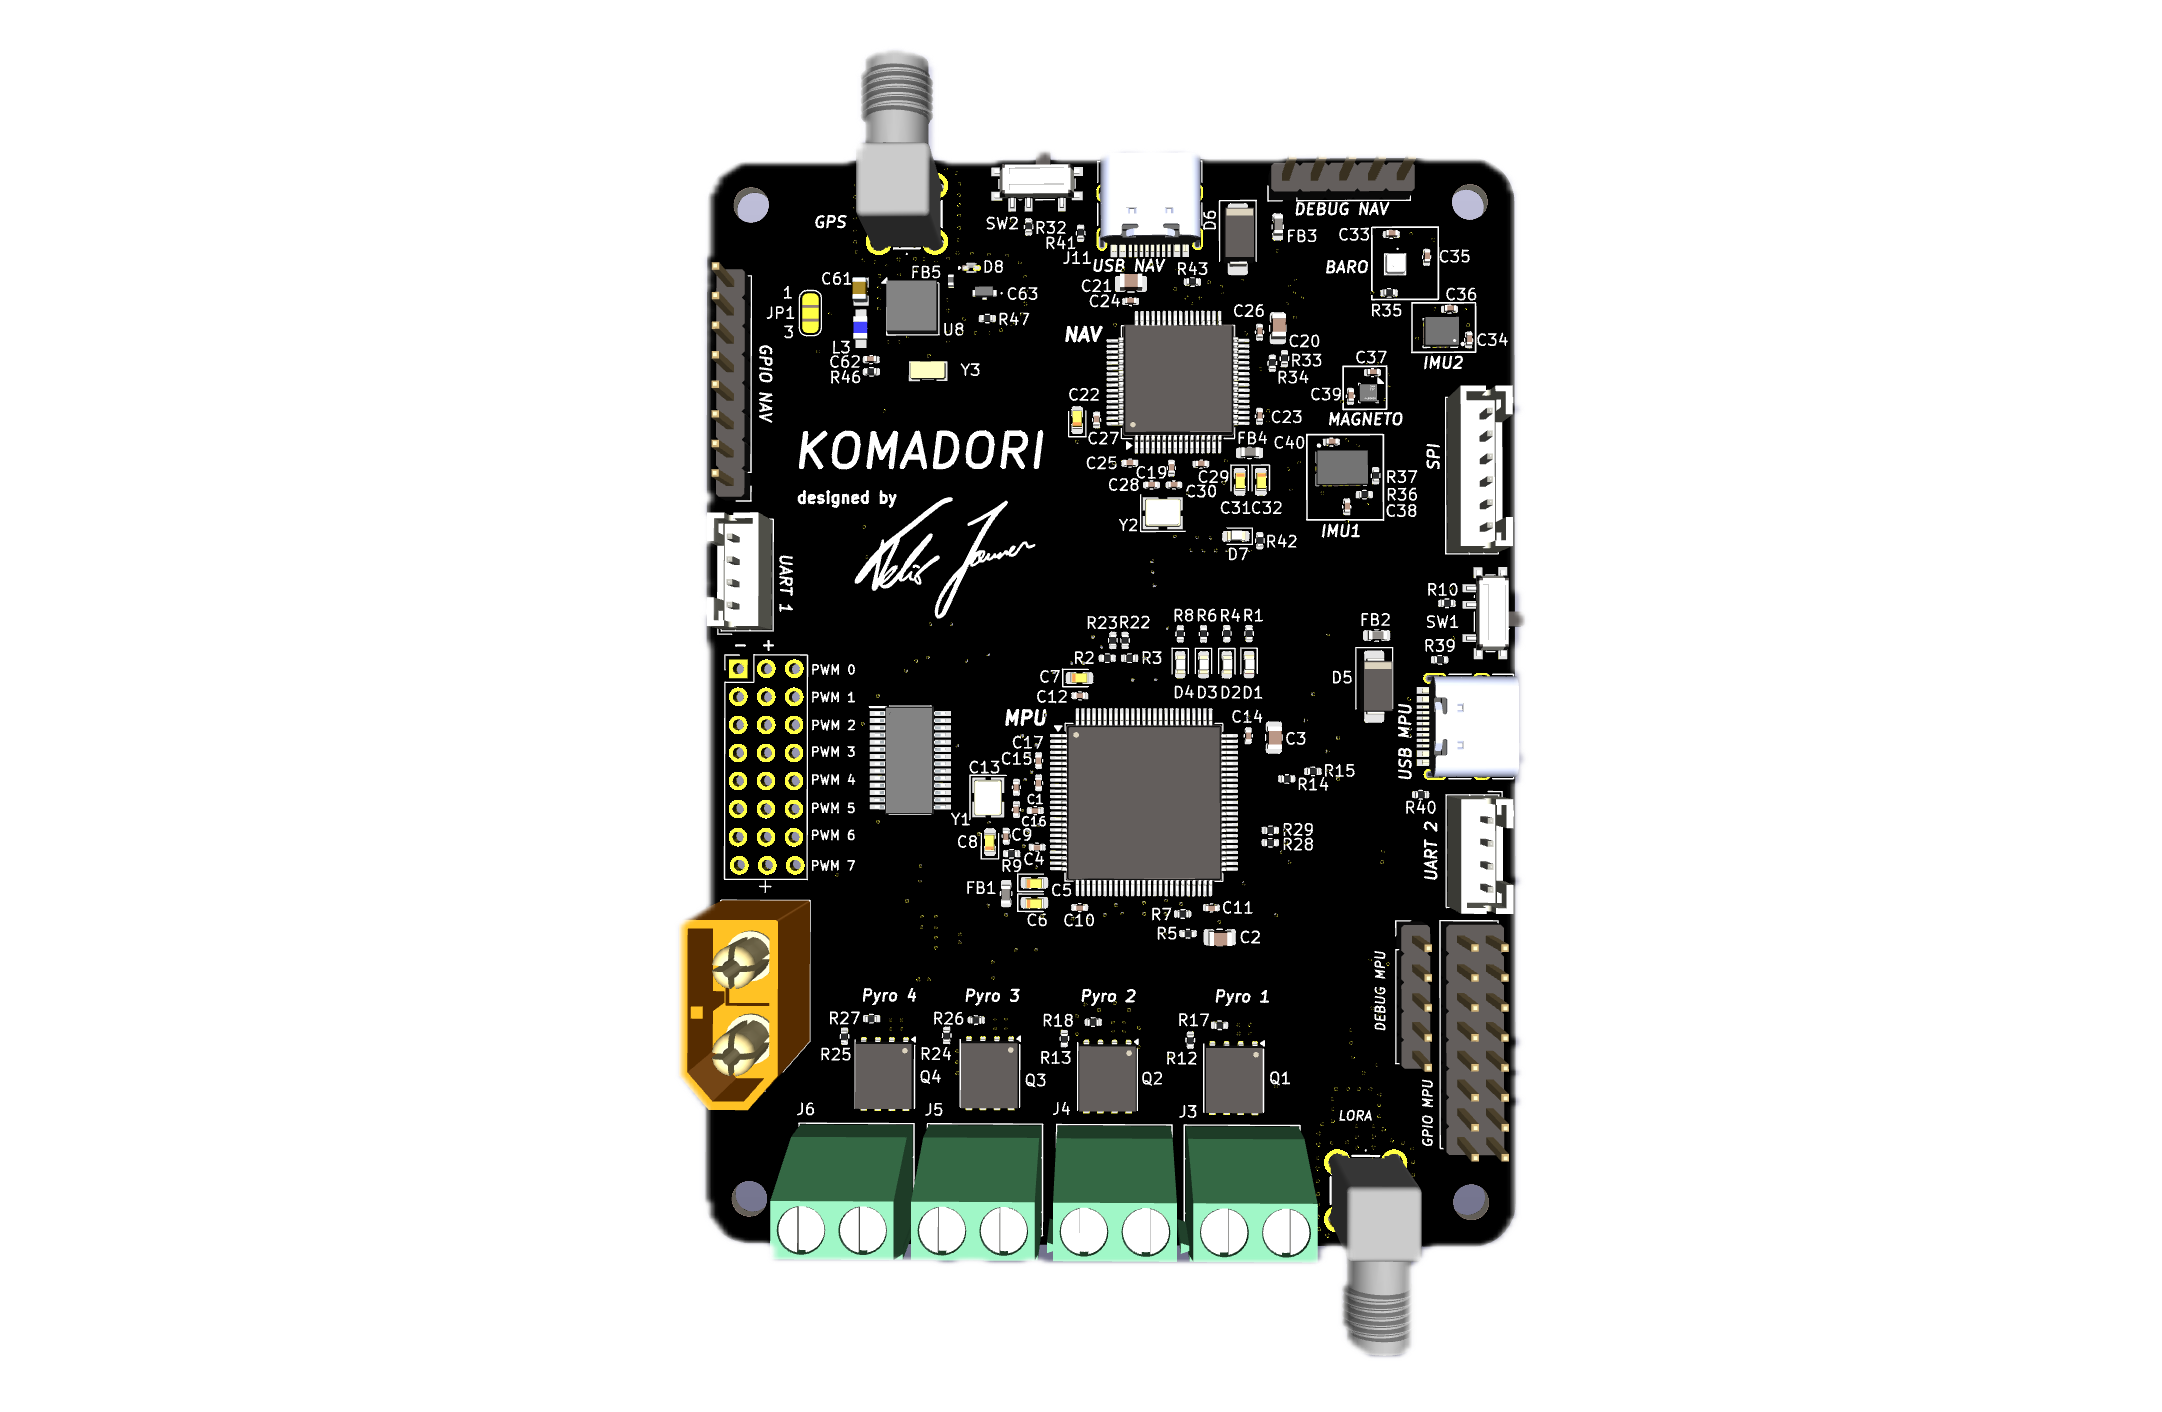 GPS
SW2
R32
R41
J11
USB NAV
D6
FB3
DEBUG NAV
C33
C35
BARO
R35
C36
C34
IMU2
C61
FB5
D8
C63
R47
U8
1
JP1
3
L3
C62
R46
Y3
GPIO NAV
C21
C24
R43
NAV
C26
C20
R33
R34
C22
C27
C23
FB4
C25
C19
C28
C29
C30
C31
C32
Y2
D7
R42
C37
C39
MAGNETO
C40
R37
R36
C38
IMU1
SPI
KOMADORI
designed by
UART 1
R10
SW1
FB2
R39
D5
USB MPU
R40
UART 2
- +
PWM 0
PWM 1
PWM 2
PWM 3
PWM 4
PWM 5
PWM 6
PWM 7
+
R23
R22
R8
R6
R4
R1
R2
R3
D4
D3
D2
D1
C7
C12
MPU
C14
C3
C17
C15
C13
C1
C16
Y1
C8
C9
R9
C4
FB1
C5
C6
C10
R15
R14
R29
R28
R7
C11
R5
C2
DEBUG MPU
GPIO MPU
Pyro 4
Pyro 3
Pyro 2
Pyro 1
R27
R25
Q4
R26
R24
Q3
R18
R13
Q2
R17
R12
Q1
J6
J5
J4
J3
LORA